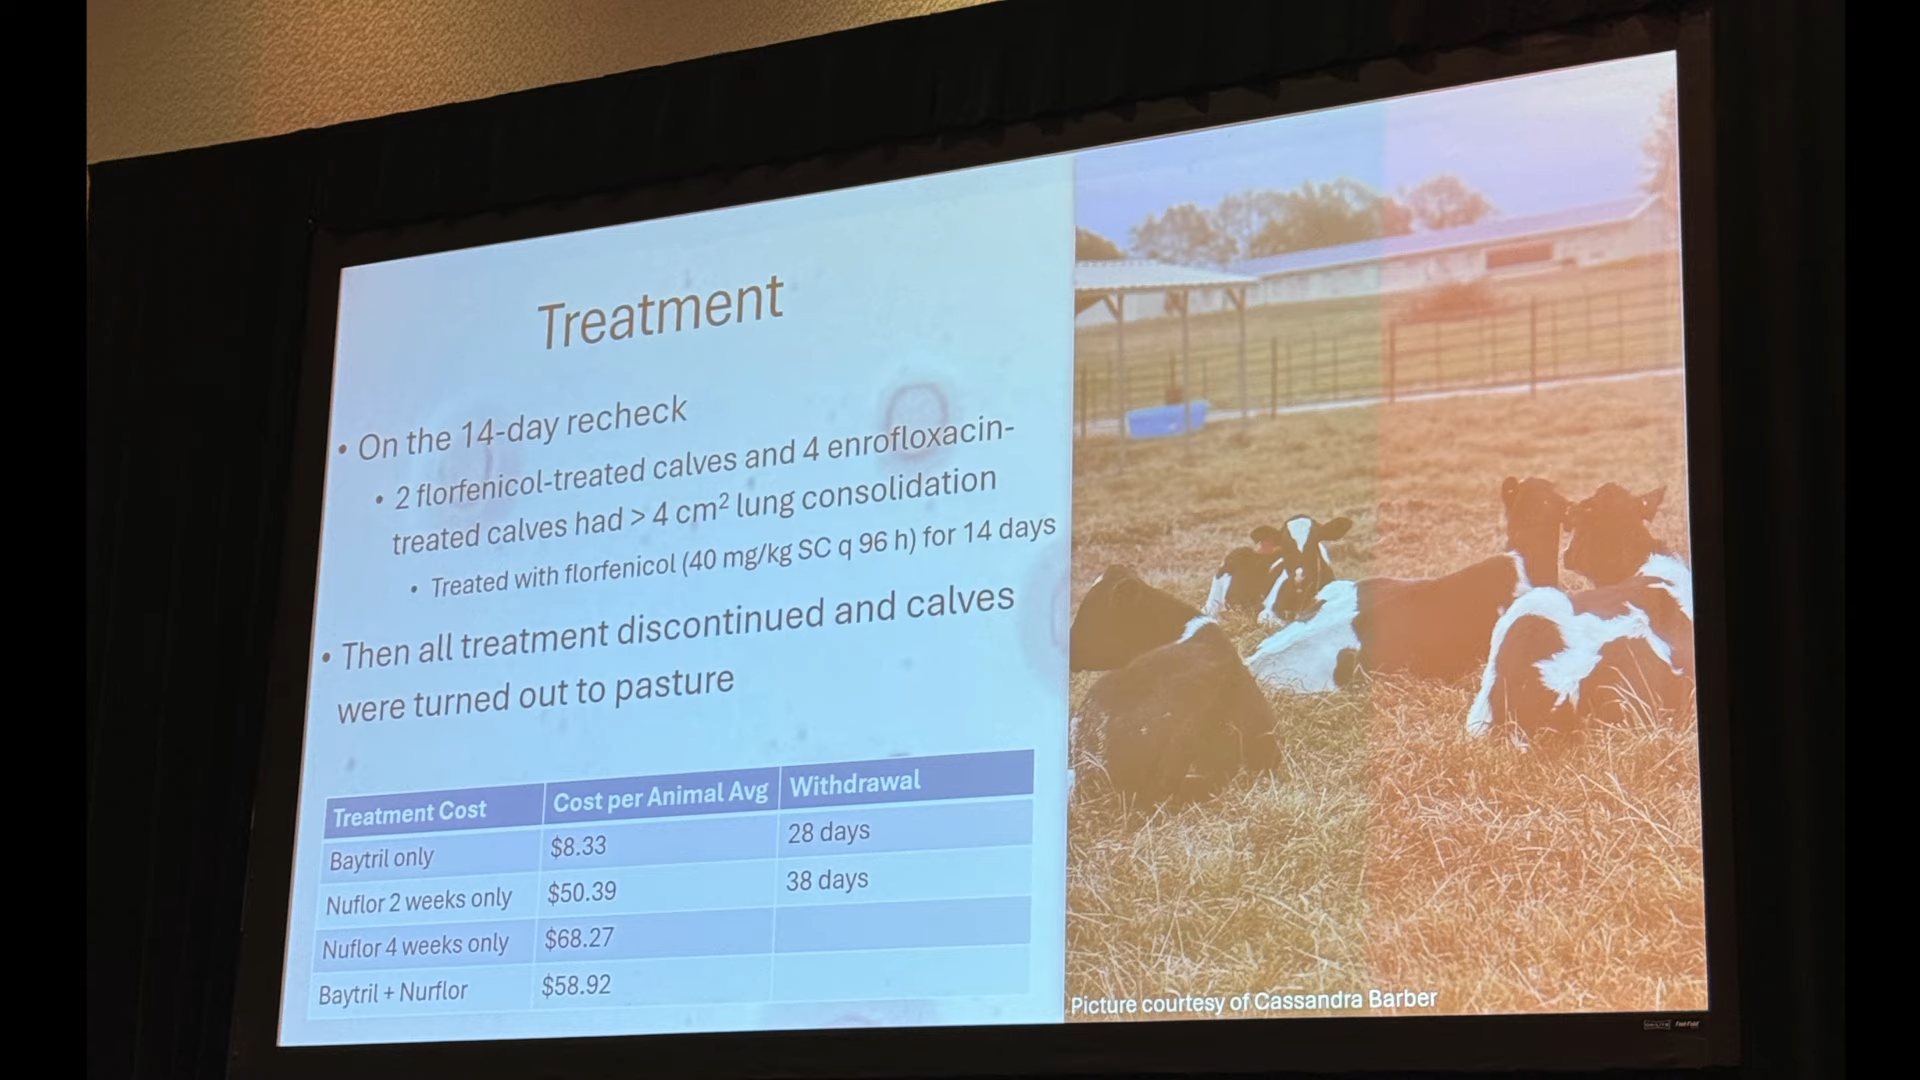 Treatment
• On the 14-day recheck
• 2 florfenicol-treated calves and 4 enrofloxacin-
treated calves had > 4 cm² lung consolidation
• Treated with florfenicol (40 mg/kg SC q 96 h) for 14 days
• Then all treatment discontinued and calves
were turned out to pasture
Treatment Cost Cost per Animal Avg Withdrawal
Baytril only $8.33 28 days
Nuflor 2 weeks only $50.39 38 days
Nuflor 4 weeks only $68.27
Baytril + Nurflor $58.92
Picture courtesy of Cassandra Barber